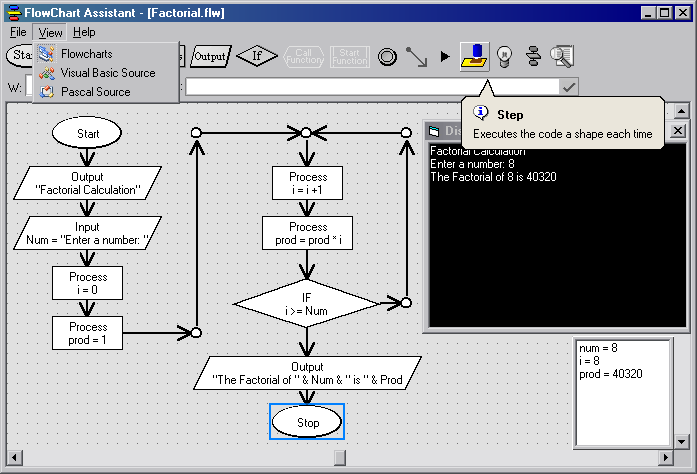 FlowChart Assistant - [Factorial.flw]
File View Help
Output
If
Call
Function
Start
Function
Flowcharts
Visual Basic Source
Pascal Source
W:
Step
Executes the code a shape each time
Factorial Calculation
Enter a number: 8
The Factorial of 8 is 40320
Start
Output
"Factorial Calculation"
Input
Num = "Enter a number: "
Process
i = 0
Process
prod = 1
Process
i = i +1
Process
prod = prod * i
IF
i >= Num
Output
"The Factorial of " & Num & " is " & Prod
Stop
num = 8
i = 8
prod = 40320